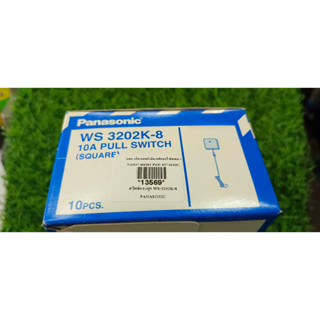 Panasonic
WS 3202K-8
10A PULL SWITCH
(SQUARE)
*13569*
PANASONIC
10PCS.